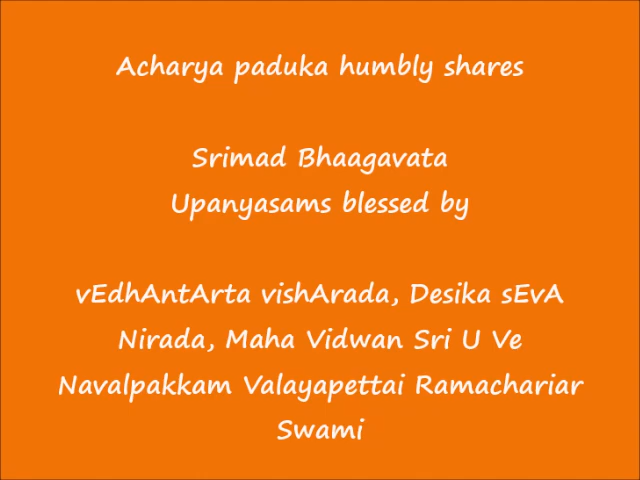 Acharya paduka humbly shares
Srimad Bhaagavata
Upanyasams blessed by
vEdhAntArta vishArada, Desika sEvA
Nirada, Maha Vidwan Sri U Ve
Navalpakkam Valayapettai Ramachariar
Swami